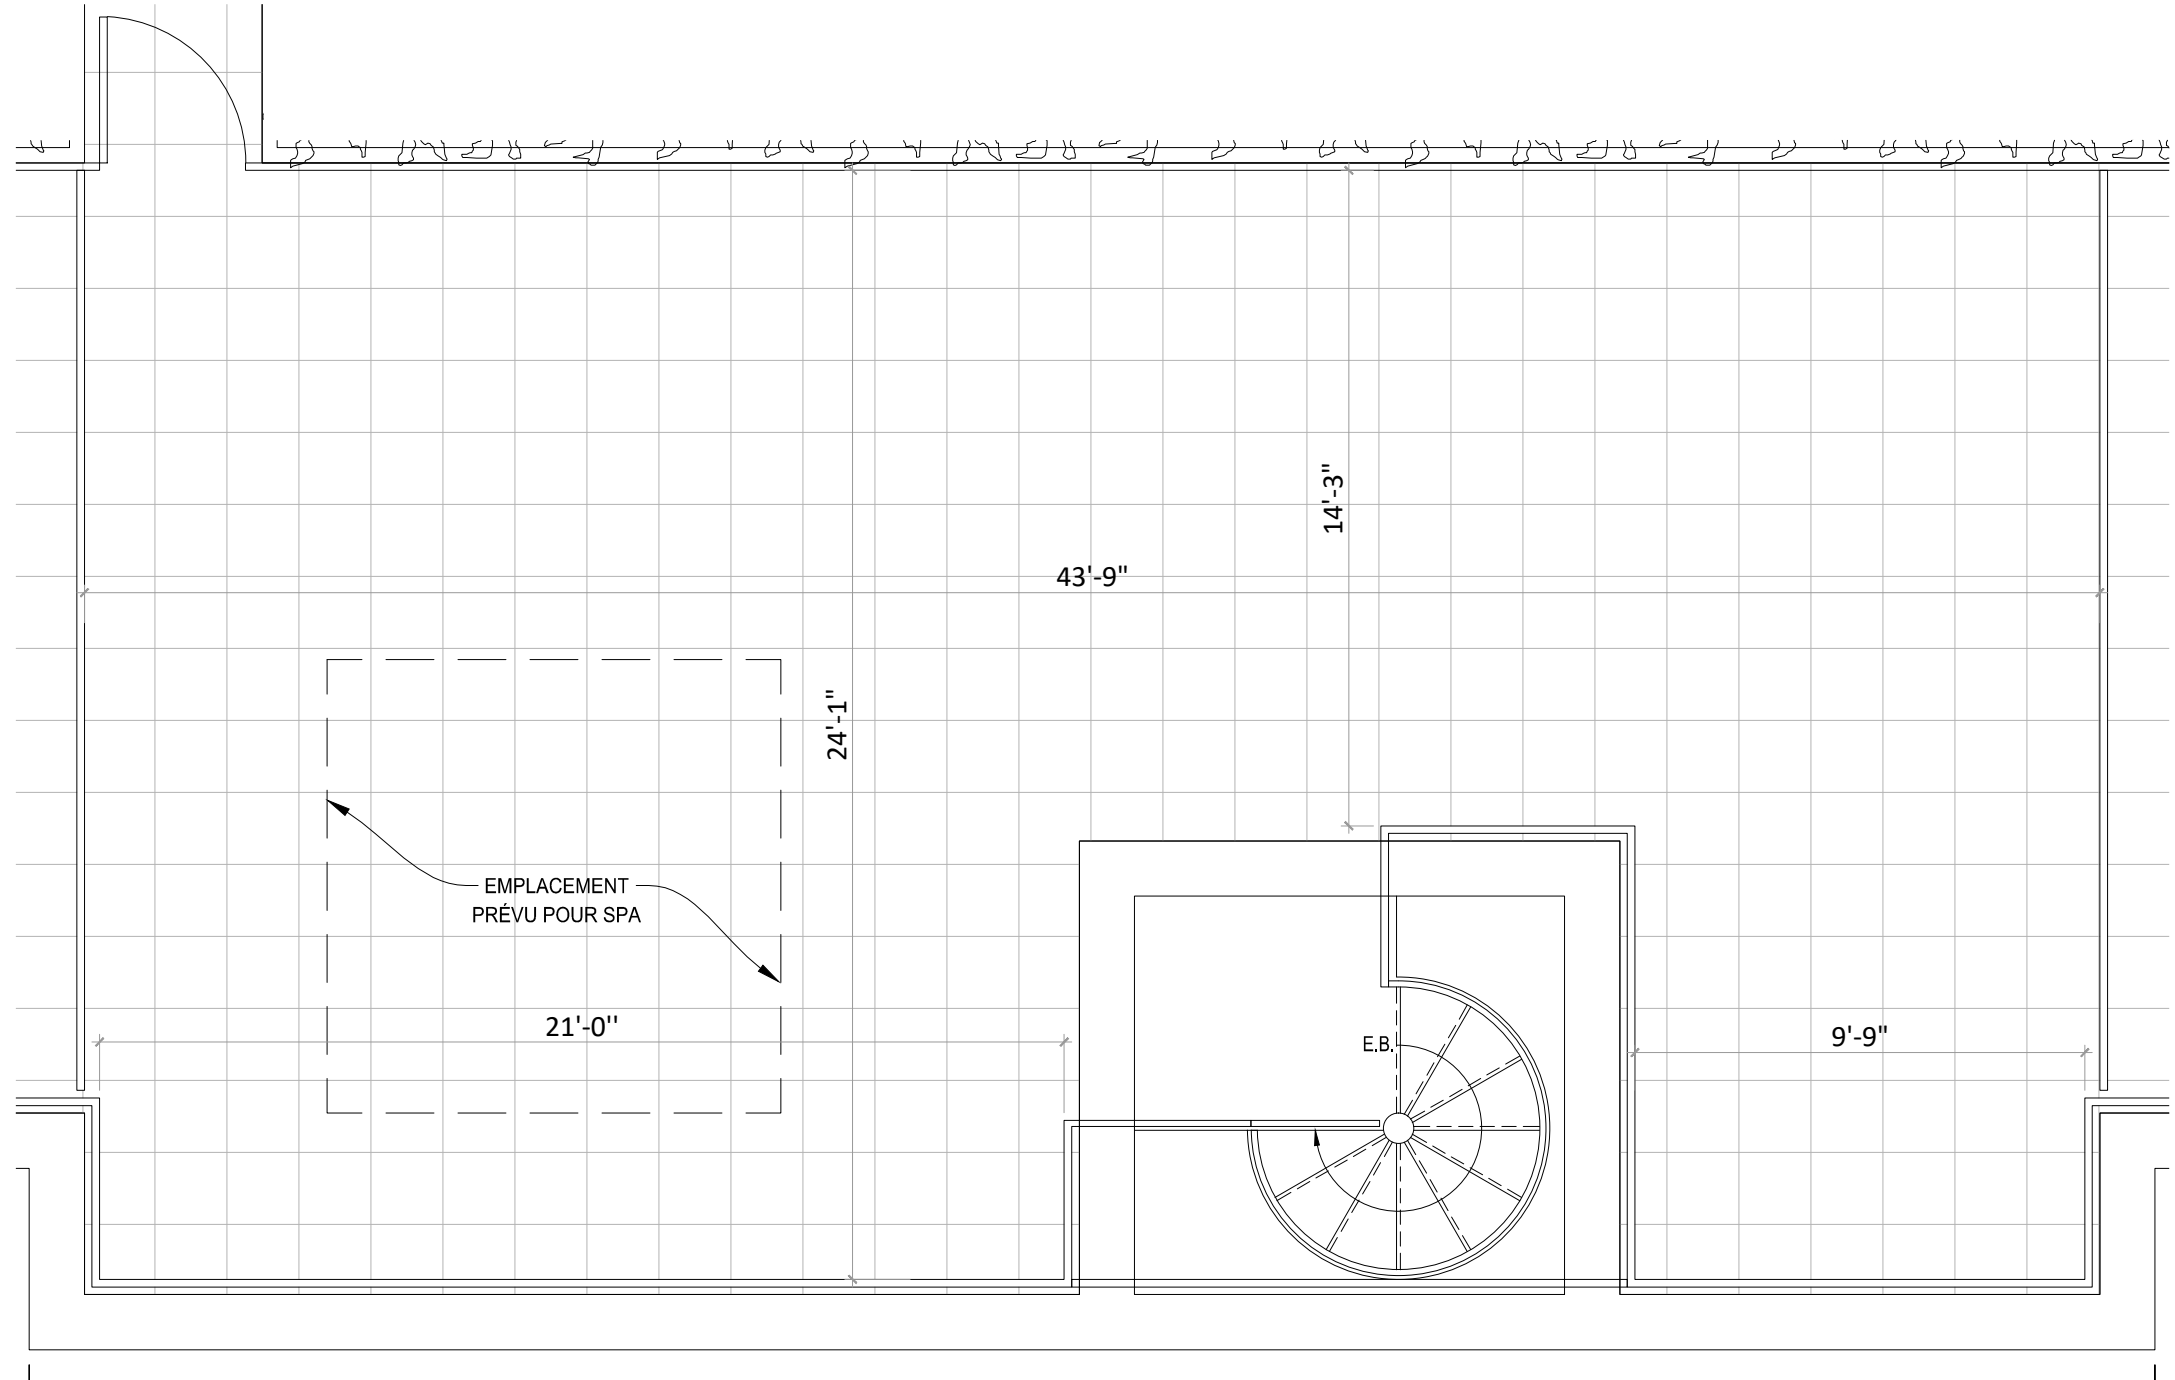 14'-3"
43'-9"
24'-1"
EMPLACEMENT
PRÉVU POUR SPA
21'-0''
E.B.
9'-9"